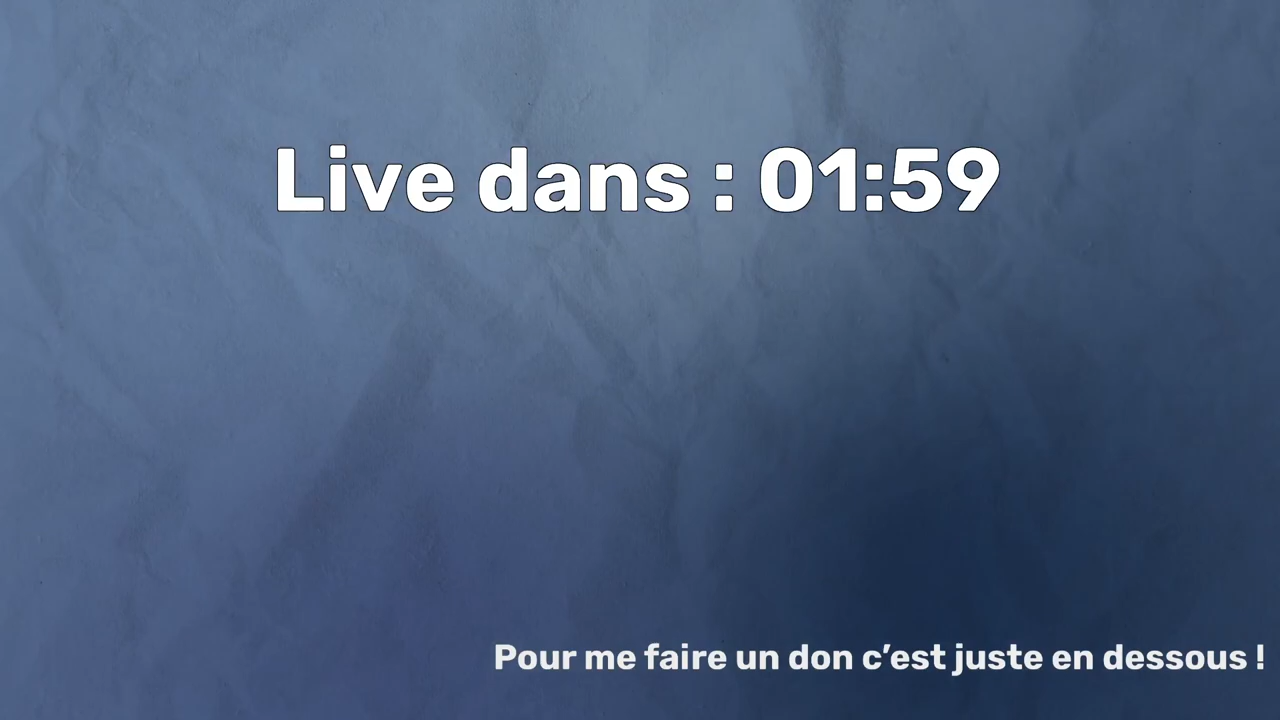 Live dans : 01:59
Pour me faire un don c’est juste en dessous !